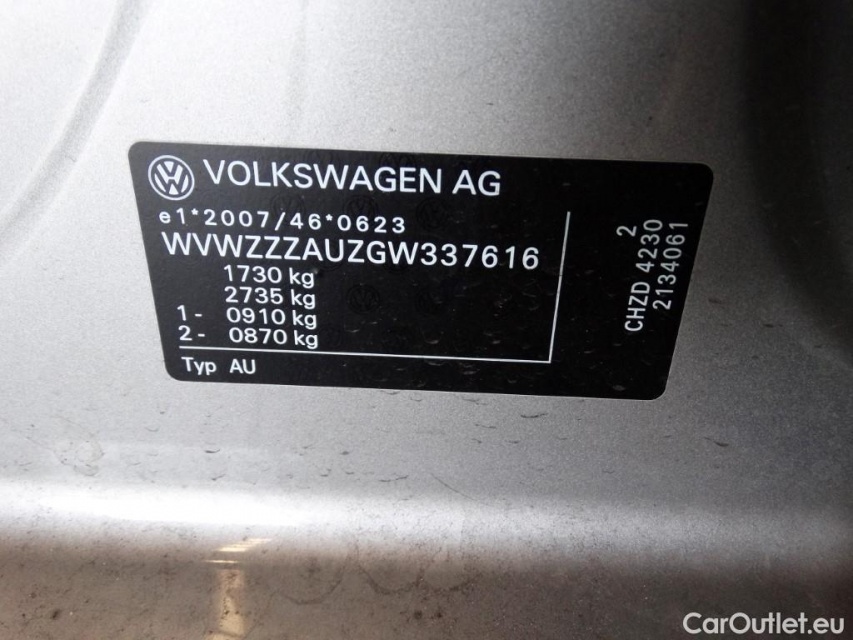 VOLKSWAGEN AG
e1*2007/46*0623
WVWZZZAUZGW337616
1730 kg
2735 kg
1 - 0910 kg
2 - 0870 kg
Typ AU
2
CHZD 4230
2134061
CarOutlet.eu